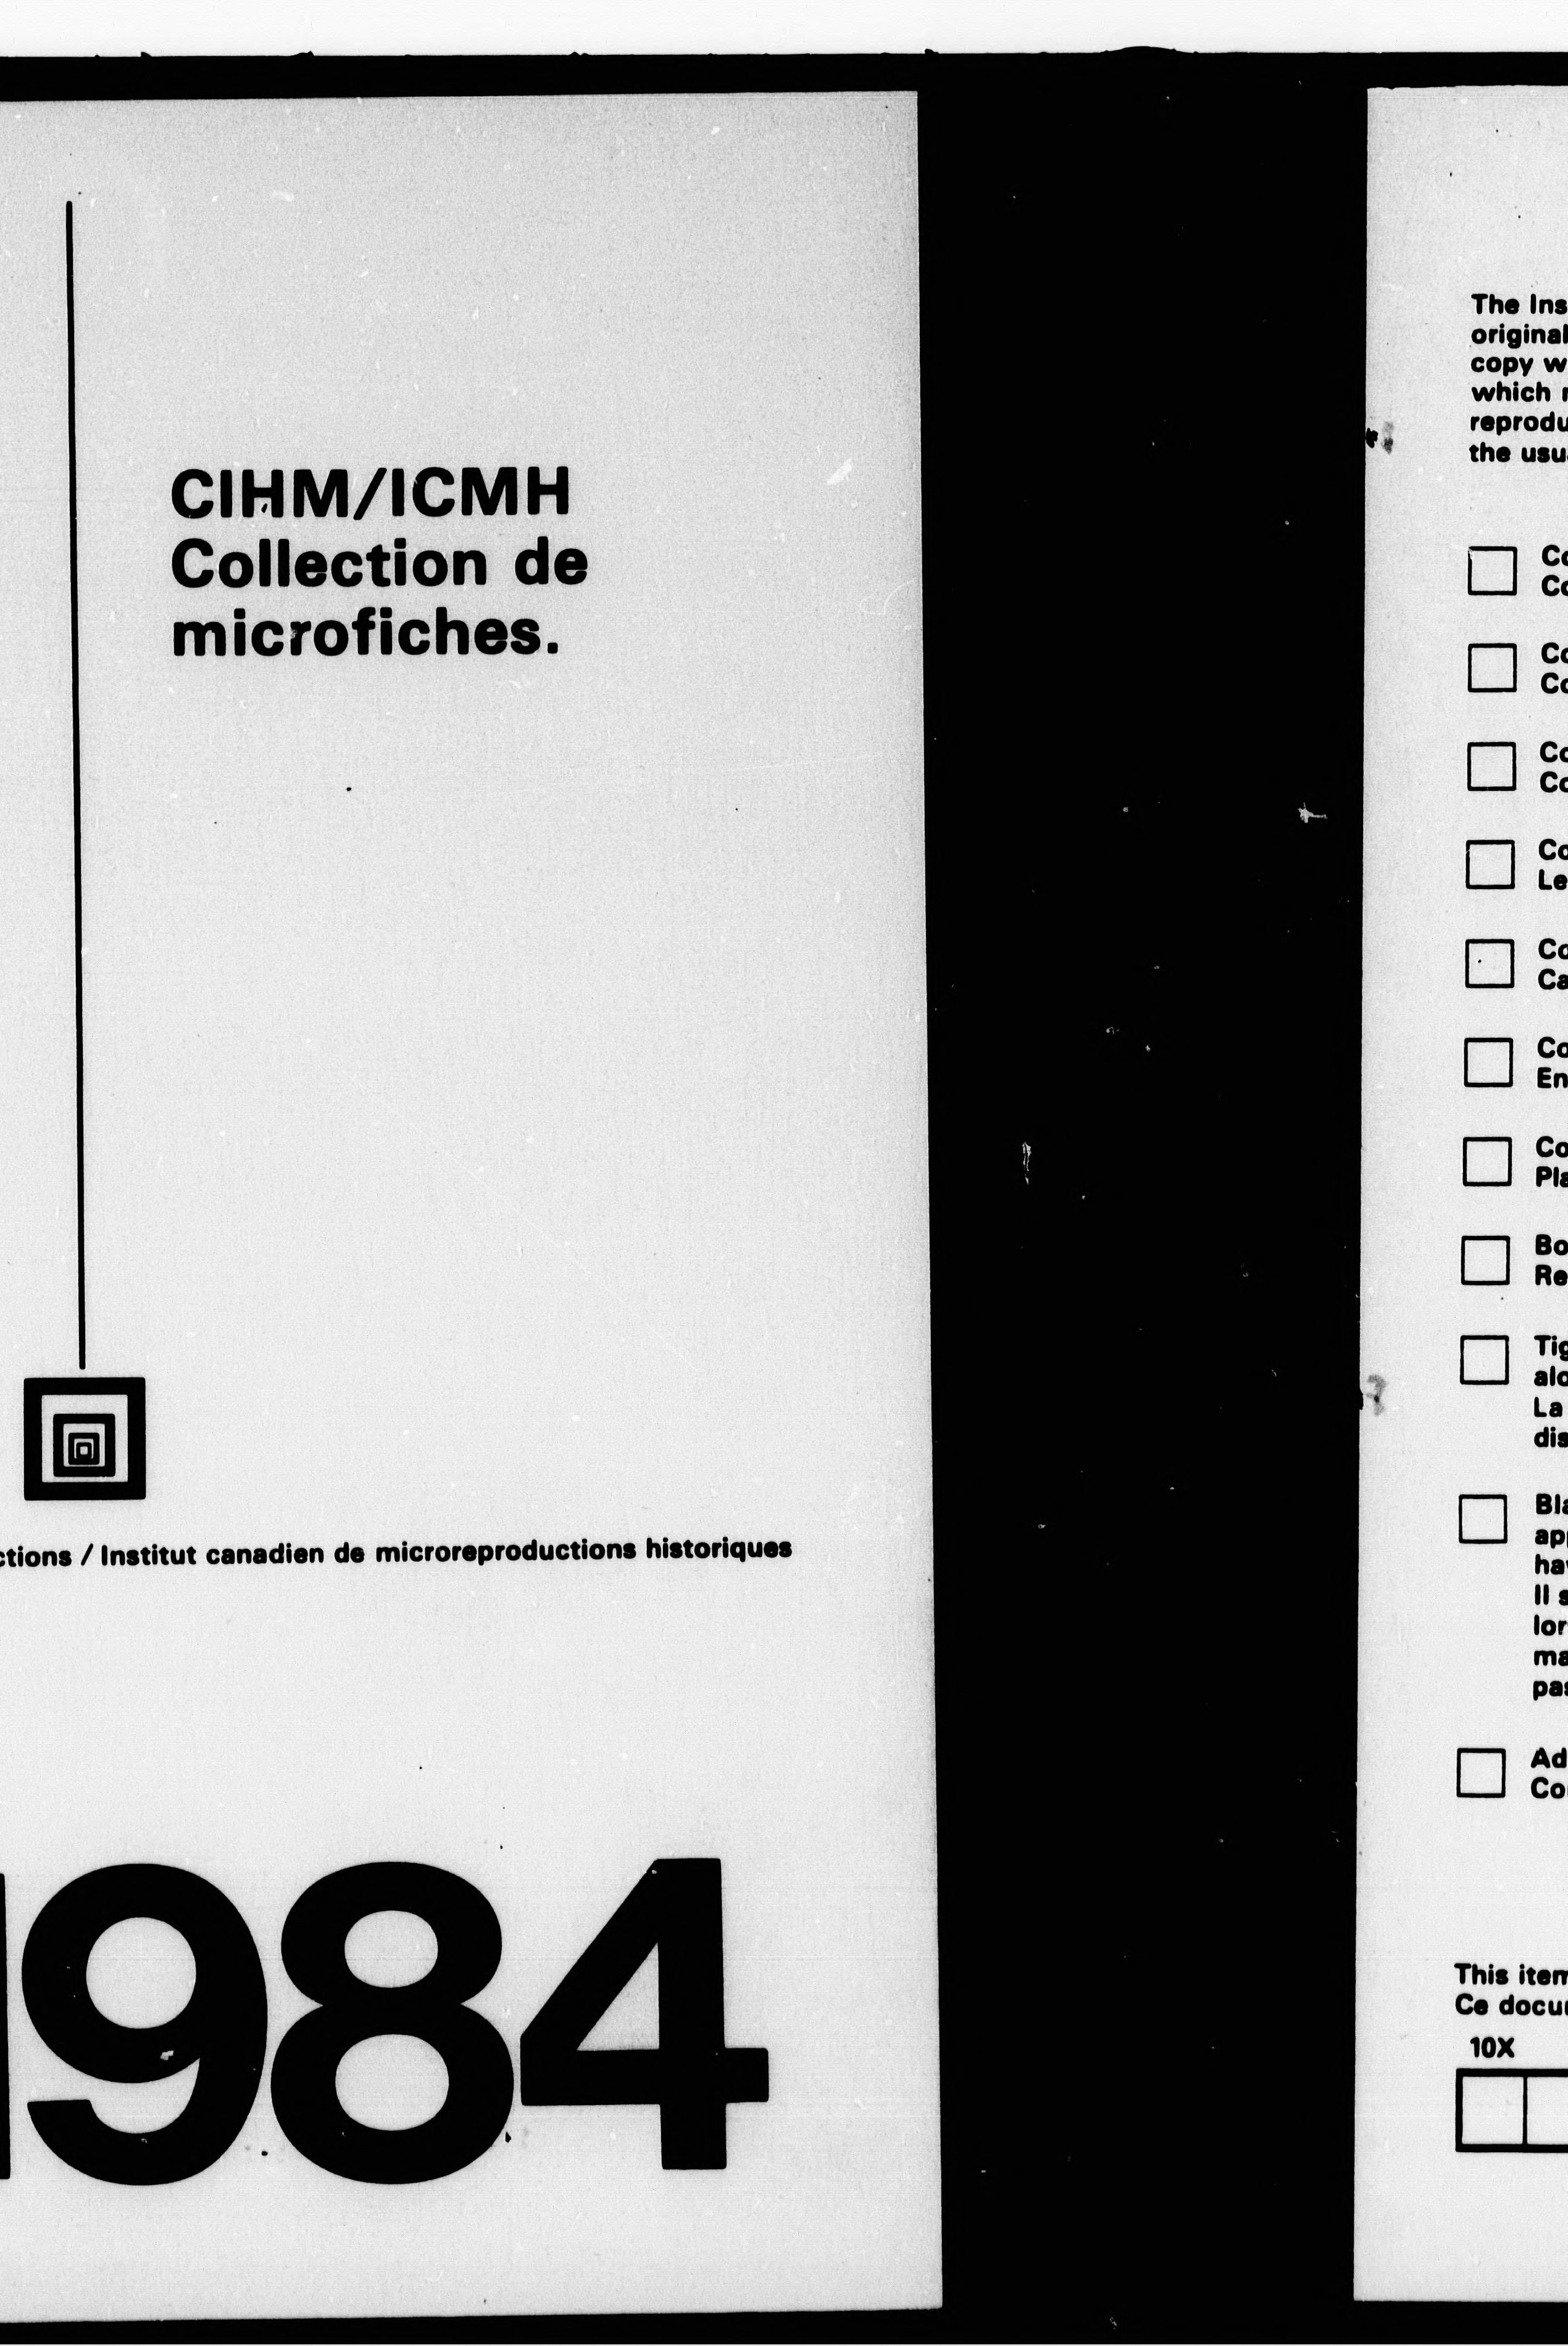 CIHM/ICMH
Collection de
microfiches.
ctions / Institut canadien de microreproductions historiques
1984
The Ins
original
copy w
which r
reprodu
the usu
Co
Co
Co
Co
Co
Co
Co
Le
Co
Ca
Co
En
Co
Pla
Bo
Re
Tig
alo
La
dis
Bla
app
hav
Il s
lor
ma
pas
Ad
Co
This item
Ce docu
10X